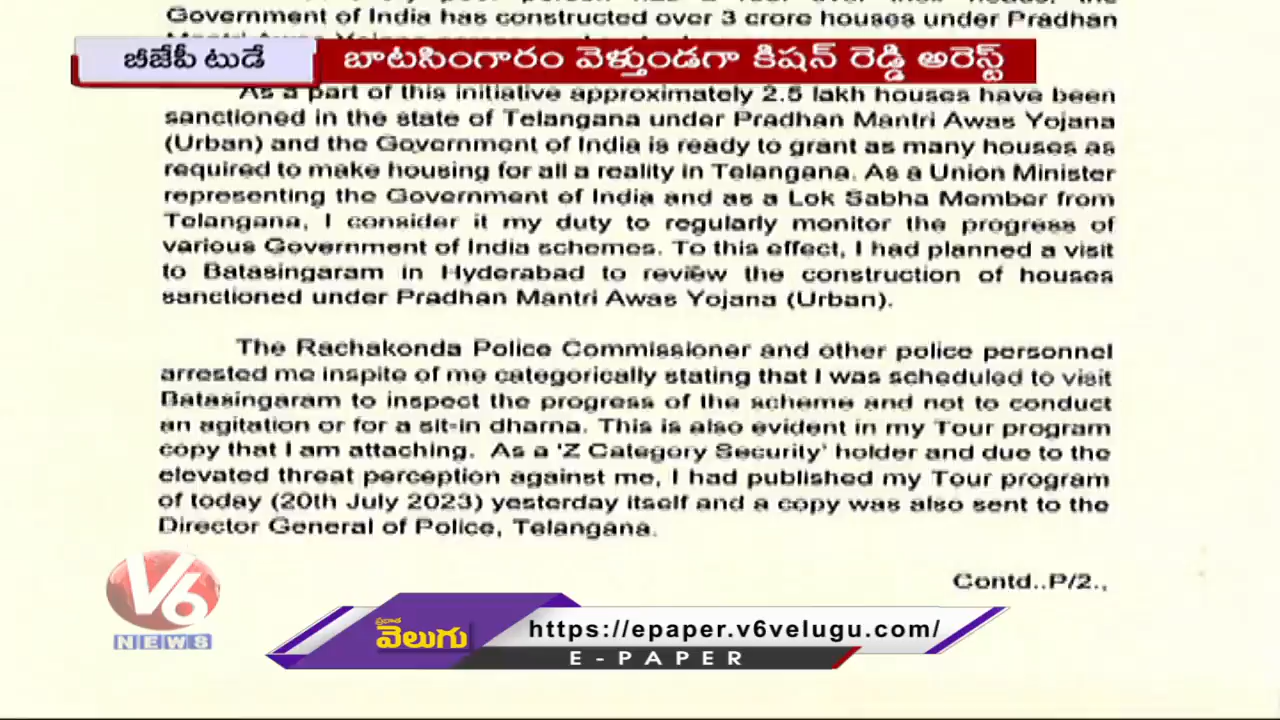 Government of India has constructed over 3 crore houses under Pradhan
బీజేపీ టుడే
బాటసింగారం వెళ్తుండగా కిషన్ రెడ్డి అరెస్ట్
As a part of this initiative approximately 2.5 lakh houses have been
sanctioned in the state of Telangana under Pradhan Mantri Awas Yojana
(Urban) and the Government of India is ready to grant as many houses as
required to make housing for all a reality in Telangana. As a Union Minister
representing the Government of India and as a Lok Sabha Member from
Telangana, I consider it my duty to regularly monitor the progress of
various Government of India schemes. To this effect, I had planned a visit
to Batasingaram in Hyderabad to review the construction of houses
sanctioned under Pradhan Mantri Awas Yojana (Urban).
The Rachakonda Police Commissioner and other police personnel
arrested me inspite of me categorically stating that I was scheduled to visit
Batasingaram to inspect the progress of the scheme and not to conduct
an agitation or for a sit-in dharna. This is also evident in my Tour program
copy that I am attaching. As a 'Z Category Security' holder and due to the
elevated threat perception against me, I had published my Tour program
of today (20th July 2023) yesterday itself and a copy was also sent to the
Director General of Police, Telangana.
Contd..P/2.,
V6
NEWS
ప్రభాత
వెలుగు
https://epaper.v6velugu.com/
E-PAPER